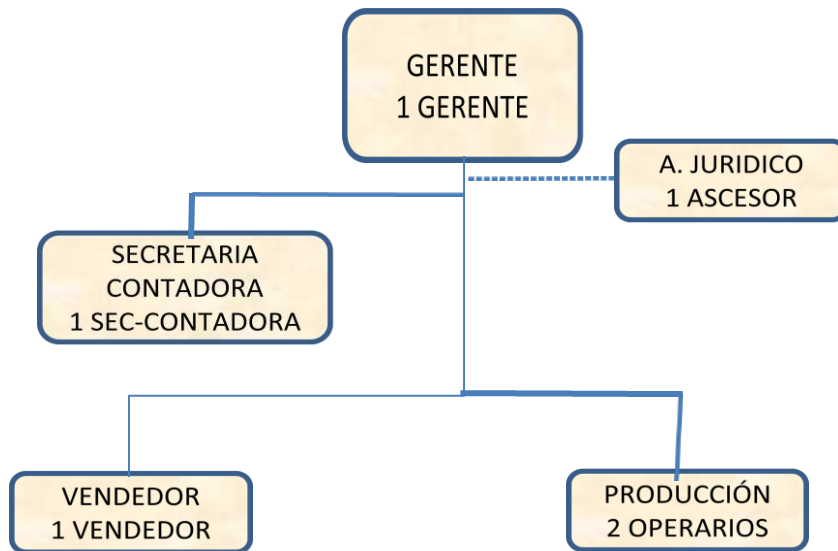 GERENTE
1 GERENTE
A. JURIDICO
1 ASCESOR
SECRETARIA
CONTADORA
1 SEC-CONTADORA
VENDEDOR
1 VENDEDOR
PRODUCCIÓN
2 OPERARIOS